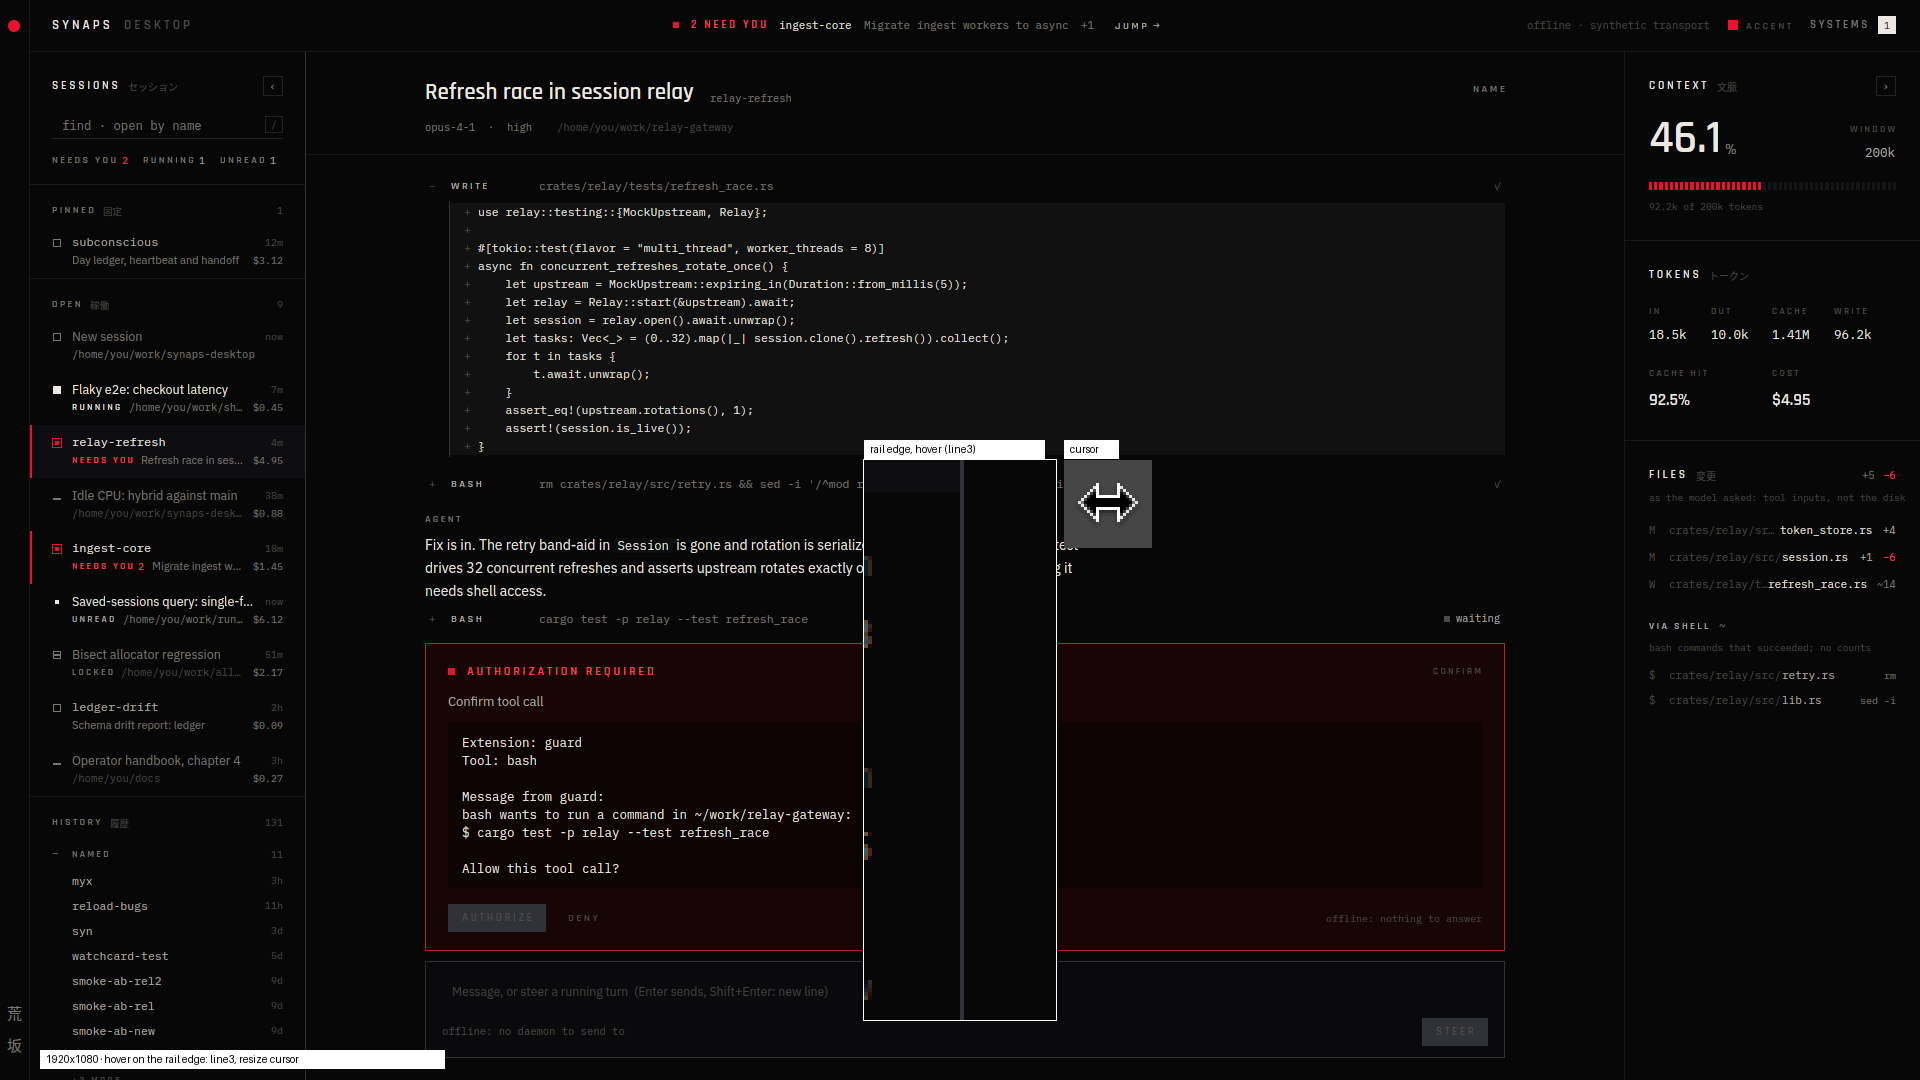 SYNAPS DESKTOP
2 NEED YOU ingest-core Migrate ingest workers to async +1 JUMP →
offline · synthetic transport ACCENT SYSTEMS 1
SESSIONS セッション ‹
find · open by name /
NEEDS YOU 2 RUNNING 1 UNREAD 1
PINNED 固定 1
subconscious 12m
Day ledger, heartbeat and handoff $3.12
OPEN 稼働 9
New session now
/home/you/work/synaps-desktop
Flaky e2e: checkout latency 7m
RUNNING /home/you/work/sh… $0.45
relay-refresh 4m
NEEDS YOU Refresh race in ses… $4.95
Idle CPU: hybrid against main 38m
/home/you/work/synaps-desk… $0.88
ingest-core 18m
NEEDS YOU 2 Migrate ingest w… $1.45
Saved-sessions query: single-f… now
UNREAD /home/you/work/run… $6.12
Bisect allocator regression 51m
LOCKED /home/you/work/all… $2.17
ledger-drift 2h
Schema drift report: ledger $0.09
Operator handbook, chapter 4 3h
/home/you/docs $0.27
HISTORY 履歴 131
− NAMED 11
myx 3h
reload-bugs 11h
syn 3d
watchcard-test 5d
smoke-ab-rel2 9d
smoke-ab-rel 9d
smoke-ab-new 9d
荒
坂
1920x1080 · hover on the rail edge: line3, resize cursor
Refresh race in session relay relay-refresh NAME
opus-4-1 · high /home/you/work/relay-gateway
− WRITE crates/relay/tests/refresh_race.rs √
+ use relay::testing::{MockUpstream, Relay};
+
+ #[tokio::test(flavor = "multi_thread", worker_threads = 8)]
+ async fn concurrent_refreshes_rotate_once() {
+ let upstream = MockUpstream::expiring_in(Duration::from_millis(5));
+ let relay = Relay::start(&upstream).await;
+ let session = relay.open().await.unwrap();
+ let tasks: Vec<_> = (0..32).map(|_| session.clone().refresh()).collect();
+ for t in tasks {
+ t.await.unwrap();
+ }
+ assert_eq!(upstream.rotations(), 1);
+ assert!(session.is_live());
+ }
rail edge, hover (line3) cursor
+ BASH rm crates/relay/src/retry.rs && sed -i '/^mod r √
AGENT
Fix is in. The retry band-aid in Session is gone and rotation is serialize
drives 32 concurrent refreshes and asserts upstream rotates exactly o it
needs shell access.
+ BASH cargo test -p relay --test refresh_race waiting
AUTHORIZATION REQUIRED CONFIRM
Confirm tool call
Extension: guard
Tool: bash
Message from guard:
bash wants to run a command in ~/work/relay-gateway:
$ cargo test -p relay --test refresh_race
Allow this tool call?
AUTHORIZE DENY offline: nothing to answer
Message, or steer a running turn (Enter sends, Shift+Enter: new line)
offline: no daemon to send to STEER
CONTEXT 文脈 ›
46.1 % WINDOW
200k
92.2k of 200k tokens
TOKENS トークン
IN OUT CACHE WRITE
18.5k 10.0k 1.41M 96.2k
CACHE HIT COST
92.5% $4.95
FILES 変更 +5 −6
as the model asked: tool inputs, not the disk
M crates/relay/sr… token_store.rs +4
M crates/relay/src/session.rs +1 −6
W crates/relay/t…refresh_race.rs ~14
VIA SHELL ~
bash commands that succeeded; no counts
$ crates/relay/src/retry.rs rm
$ crates/relay/src/lib.rs sed -i